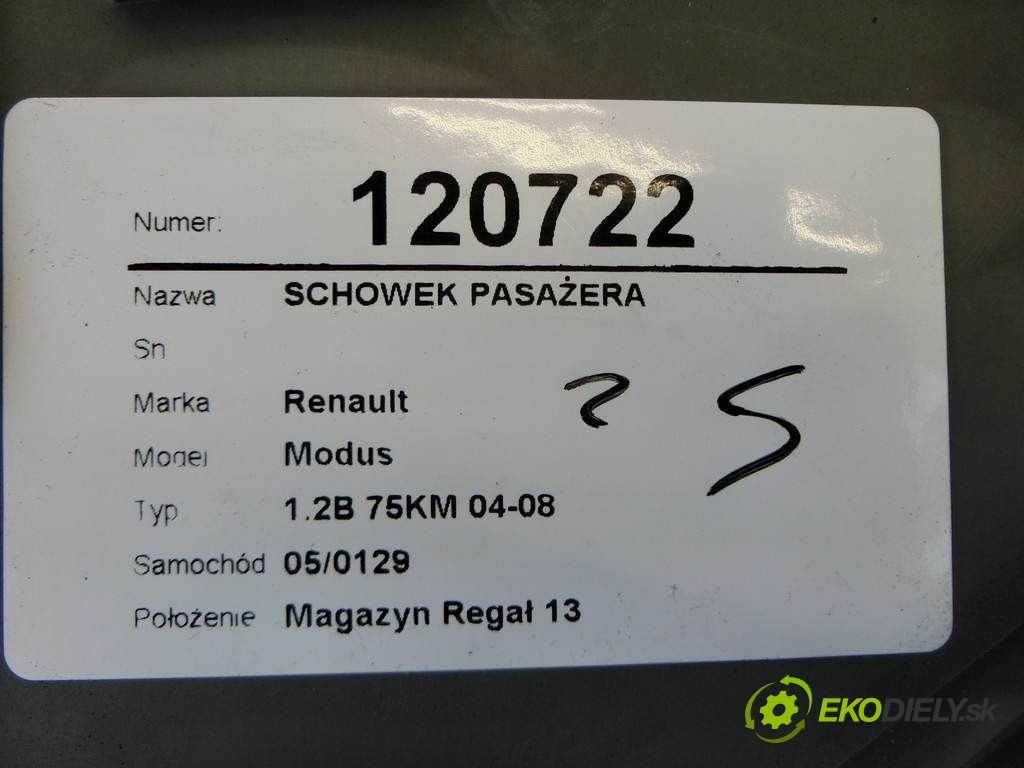 Numer: 120722
Nazwa SCHOWEK PASAŻERA
Sn
Marka Renault
Model Modus
Typ 1.2B 75KM 04-08
Samochód 05/0129
Położenie Magazyn Regał 13
EKODIELY.sk